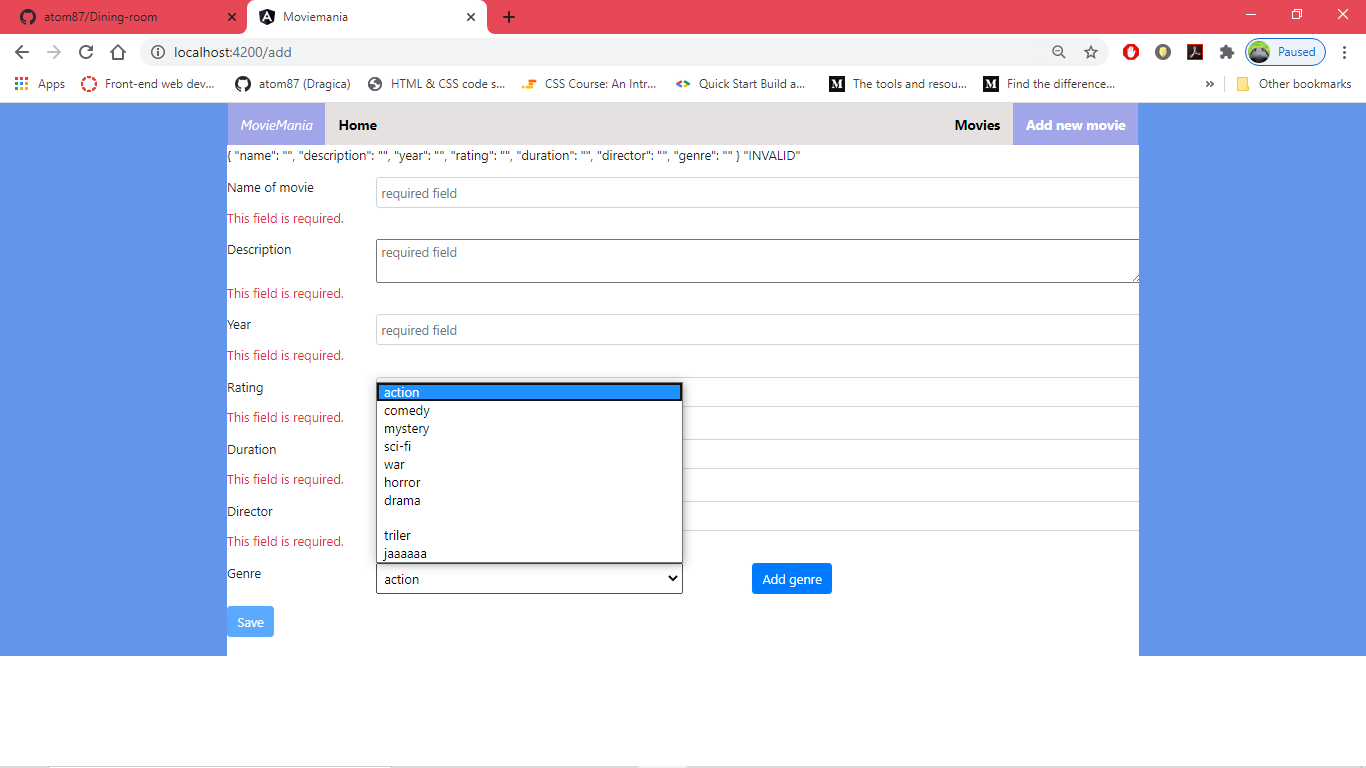 atom87/Dining-room
Moviemania
localhost:4200/add
Paused
Apps
Front-end web dev...
atom87 (Dragica)
HTML & CSS code s...
CSS Course: An Intr...
Quick Start Build a...
The tools and resou...
Find the difference...
»
Other bookmarks
MovieMania
Home
Movies
Add new movie
{ "name": "", "description": "", "year": "", "rating": "", "duration": "", "director": "", "genre": "" } "INVALID"
Name of movie
required field
This field is required.
Description
required field
This field is required.
Year
required field
This field is required.
Rating
This field is required.
Duration
This field is required.
Director
This field is required.
action
comedy
mystery
sci-fi
war
horror
drama
triler
jaaaaaa
Genre
action
Add genre
Save